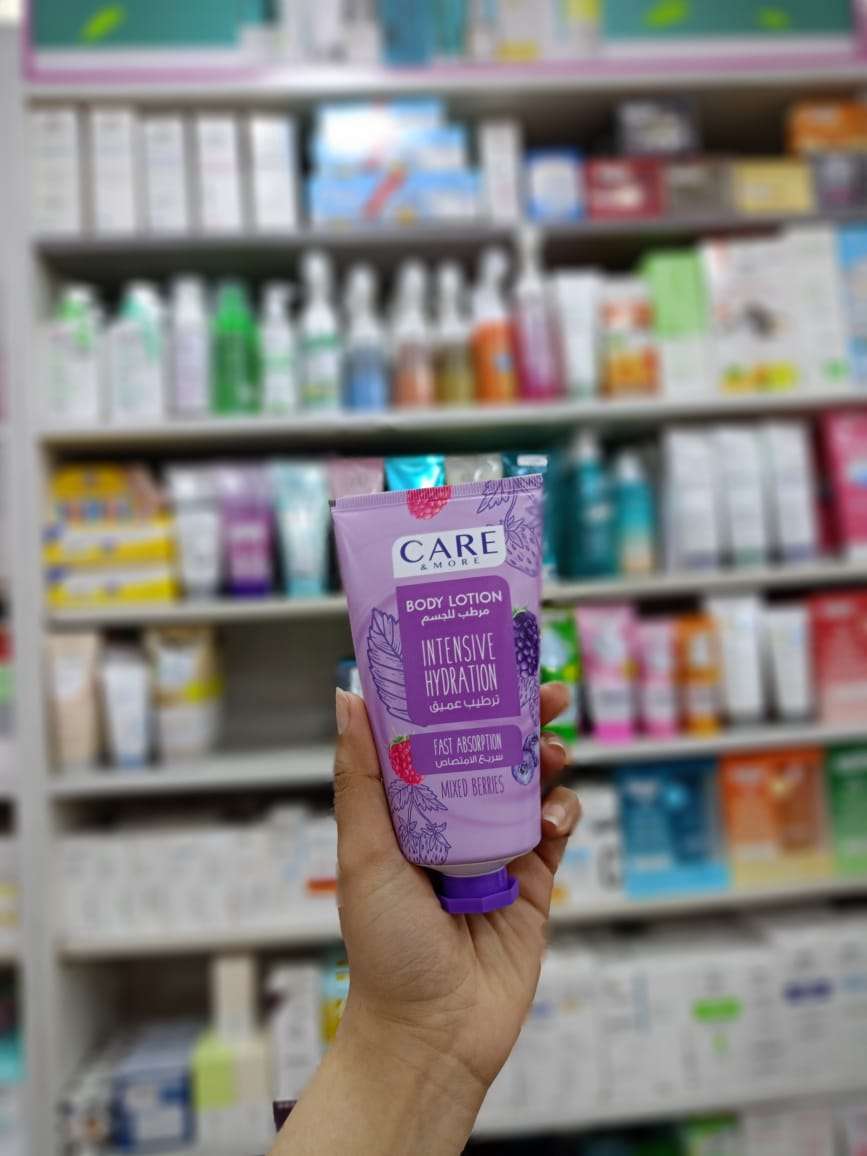 CARE
& MORE
BODY LOTION
مرطب للجسم
INTENSIVE
HYDRATION
ترطيب عميق
FAST ABSORPTION
سريع الامتصاص
MIXED BERRIES